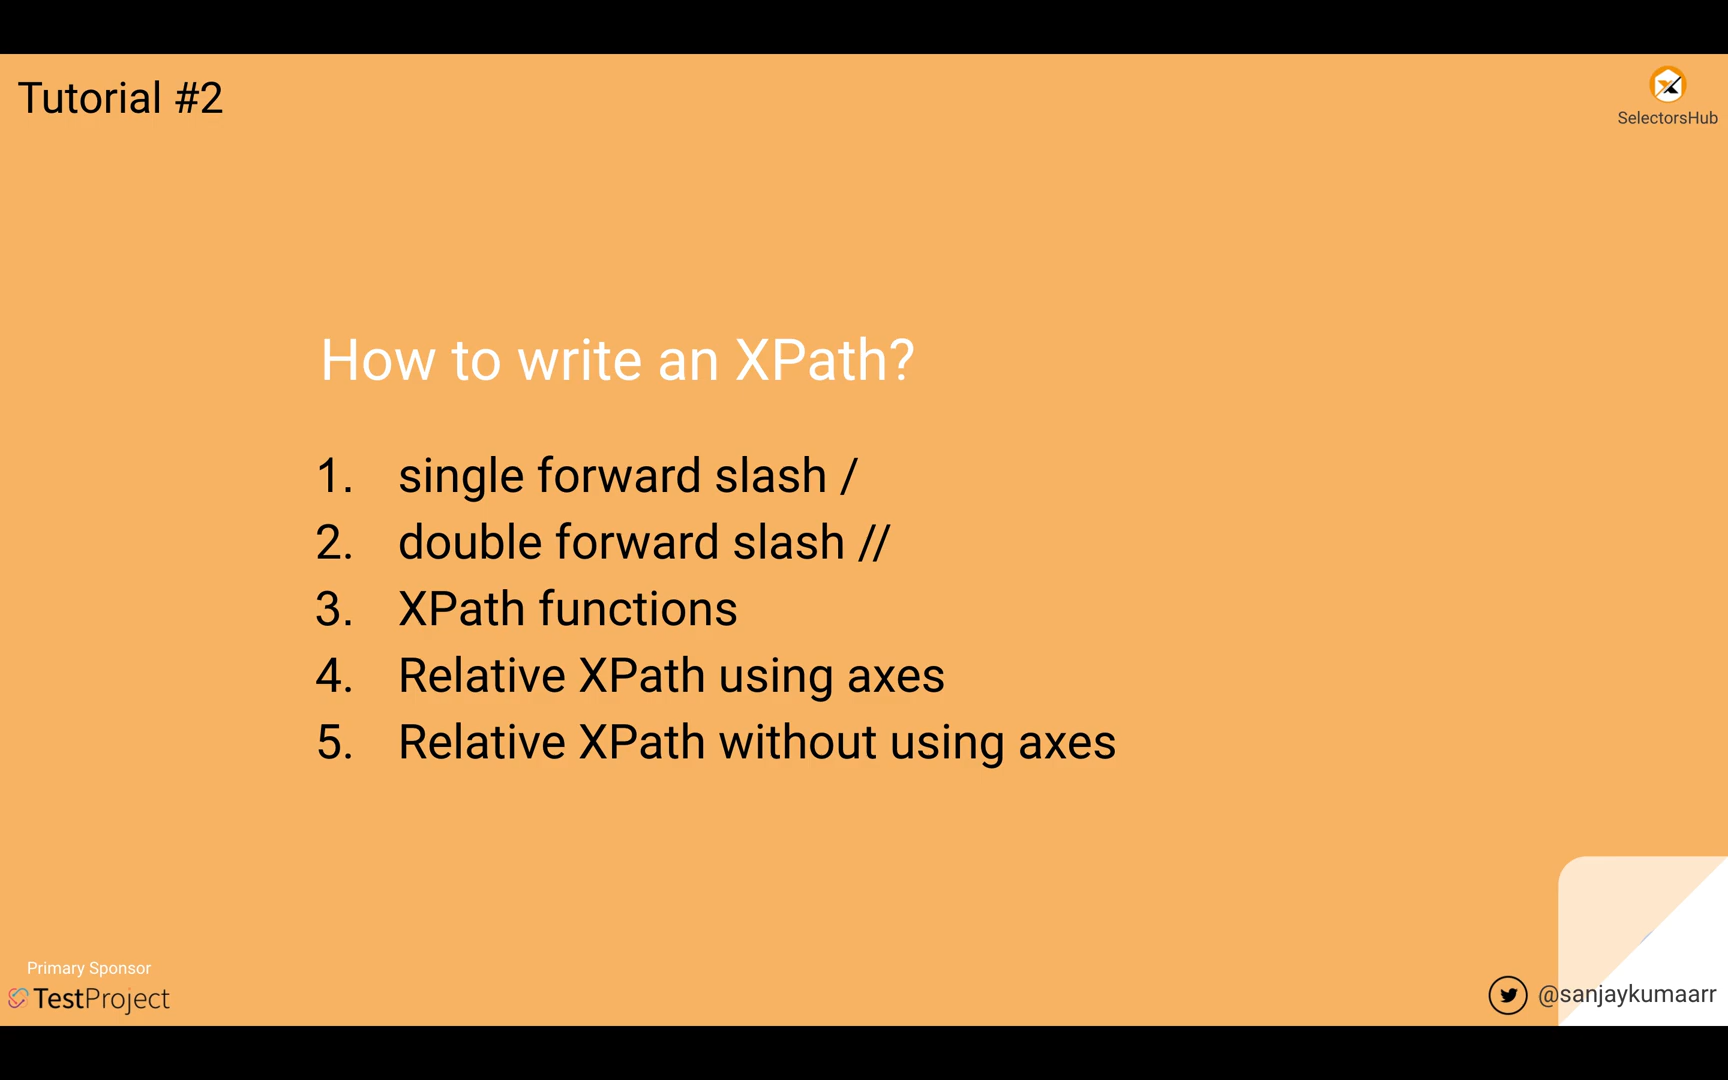 Tutorial #2
SelectorsHub
How to write an XPath?
1. single forward slash /
2. double forward slash //
3. XPath functions
4. Relative XPath using axes
5. Relative XPath without using axes
Primary Sponsor
TestProject
@sanjaykumaarr